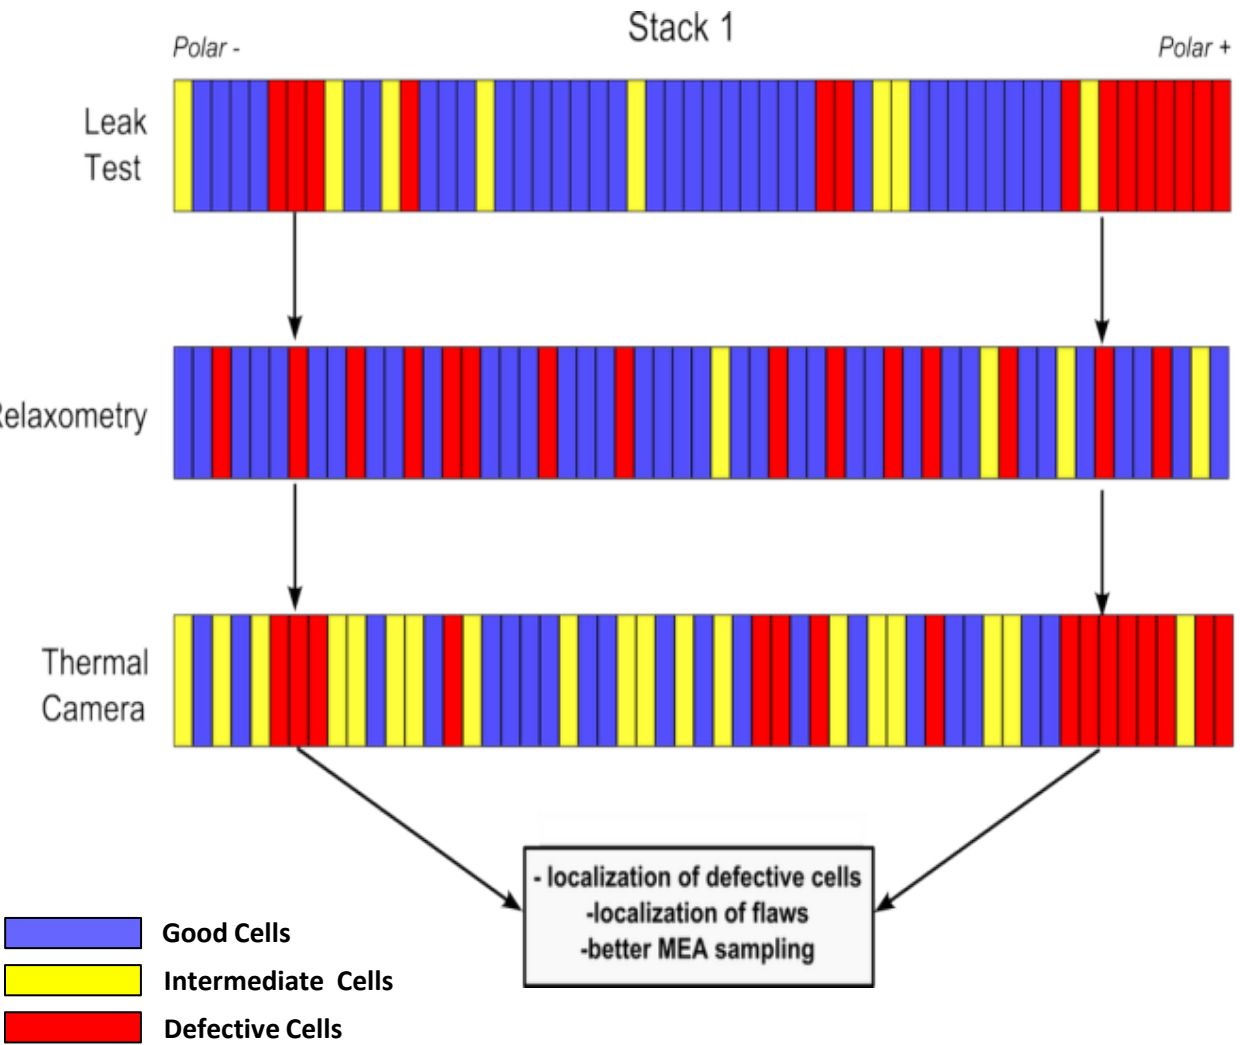 Stack 1
Polar -
Polar +
Leak
Test
Relaxometry
Thermal
Camera
- localization of defective cells
-localization of flaws
-better MEA sampling
Good Cells
Intermediate Cells
Defective Cells